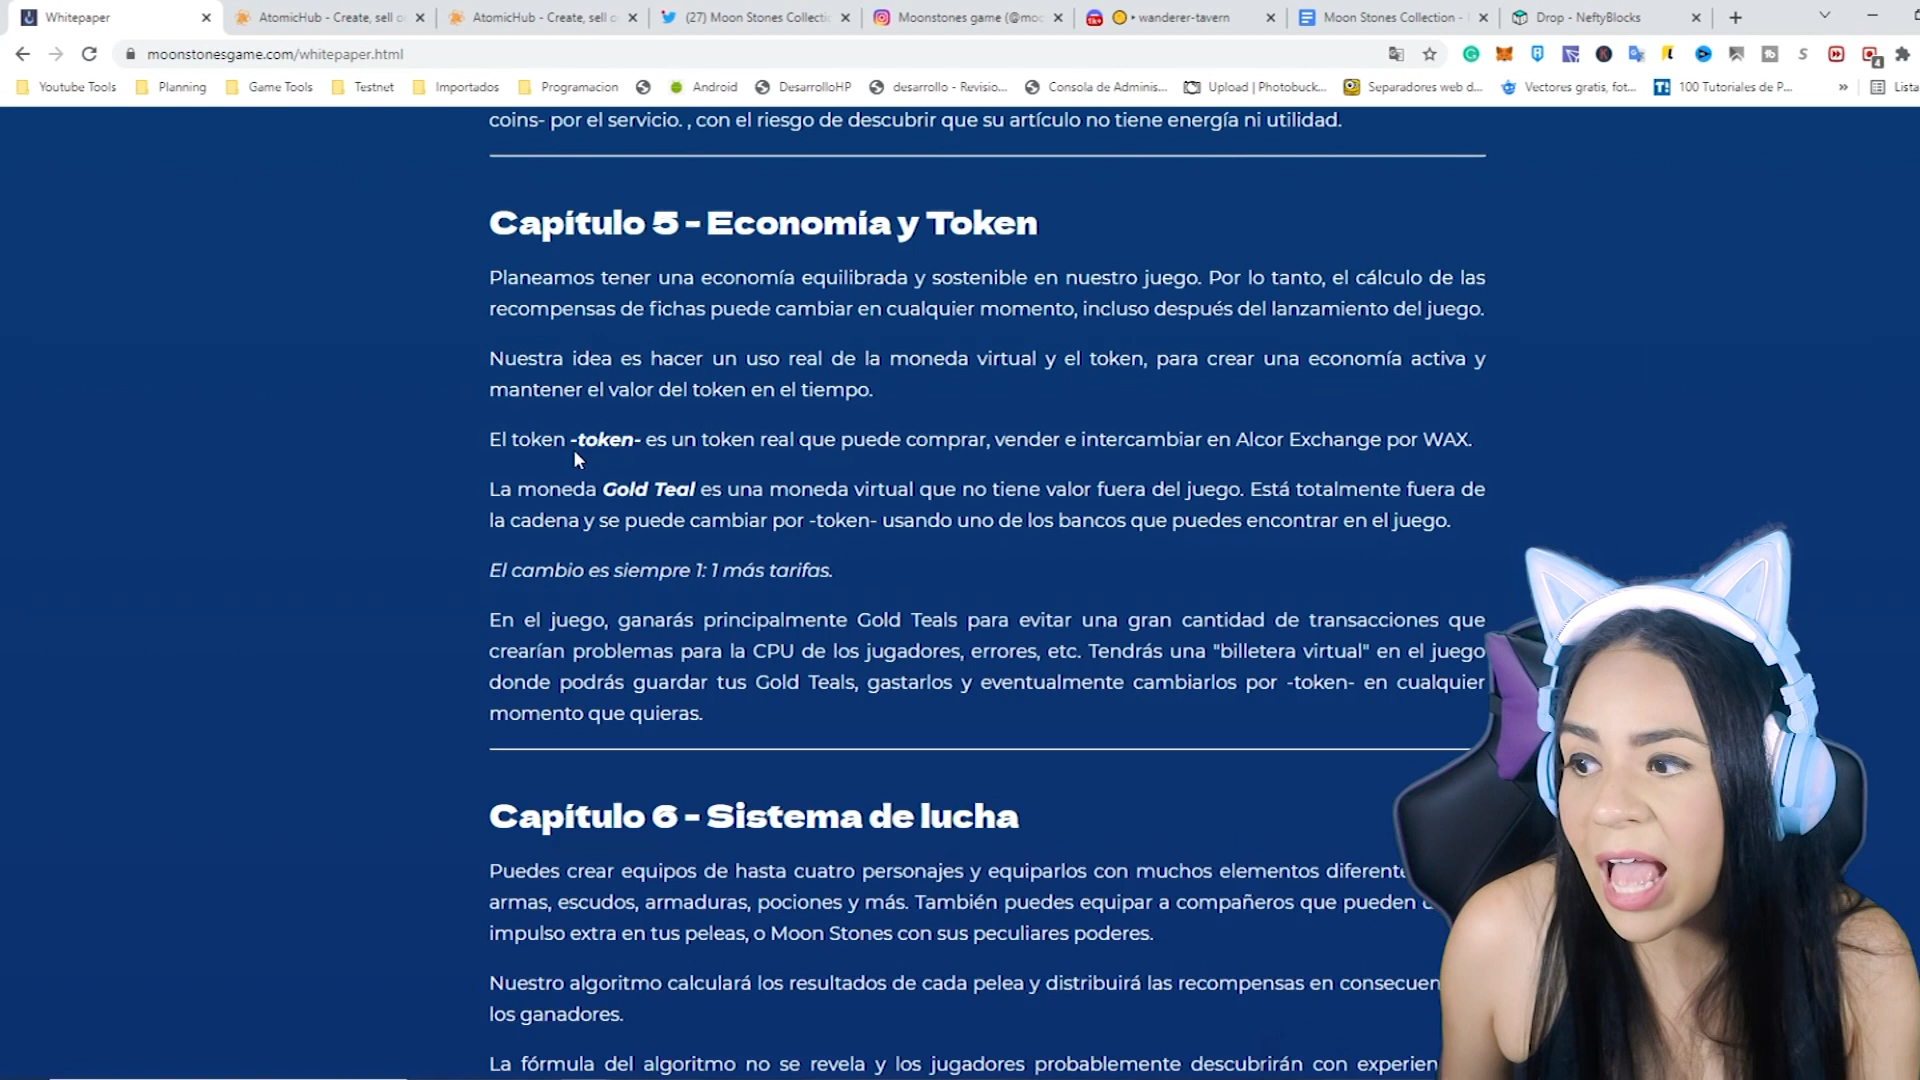 Whitepaper
AtomicHub - Create, sell o
AtomicHub - Create, sell o
(27) Moon Stones Collectic
Moonstones game (@moo
wanderer-tavern
Moon Stones Collection -
Drop - NeftyBlocks
moonstonesgame.com/whitepaper.html
Youtube Tools
Planning
Game Tools
Testnet
Importados
Programacion
Android
DesarrolloHP
desarrollo - Revisio...
Consola de Adminis...
Upload | Photobuck...
Separadores web d...
Vectores gratis, fot...
100 Tutoriales de P...
Lista
coins- por el servicio. , con el riesgo de descubrir que su artículo no tiene energía ni utilidad.
Capítulo 5 - Economía y Token
Planeamos tener una economía equilibrada y sostenible en nuestro juego. Por lo tanto, el cálculo de las
recompensas de fichas puede cambiar en cualquier momento, incluso después del lanzamiento del juego.
Nuestra idea es hacer un uso real de la moneda virtual y el token, para crear una economía activa y
mantener el valor del token en el tiempo.
El token -token- es un token real que puede comprar, vender e intercambiar en Alcor Exchange por WAX.
La moneda Gold Teal es una moneda virtual que no tiene valor fuera del juego. Está totalmente fuera de
la cadena y se puede cambiar por -token- usando uno de los bancos que puedes encontrar en el juego.
El cambio es siempre 1: 1 más tarifas.
En el juego, ganarás principalmente Gold Teals para evitar una gran cantidad de transacciones que
crearían problemas para la CPU de los jugadores, errores, etc. Tendrás una "billetera virtual" en el juego
donde podrás guardar tus Gold Teals, gastarlos y eventualmente cambiarlos por -token- en cualquier
momento que quieras.
Capítulo 6 - Sistema de lucha
Puedes crear equipos de hasta cuatro personajes y equiparlos con muchos elementos diferente
armas, escudos, armaduras, pociones y más. También puedes equipar a compañeros que pueden
impulso extra en tus peleas, o Moon Stones con sus peculiares poderes.
Nuestro algoritmo calculará los resultados de cada pelea y distribuirá las recompensas en consecuen
los ganadores.
La fórmula del algoritmo no se revela y los jugadores probablemente descubrirán con experien